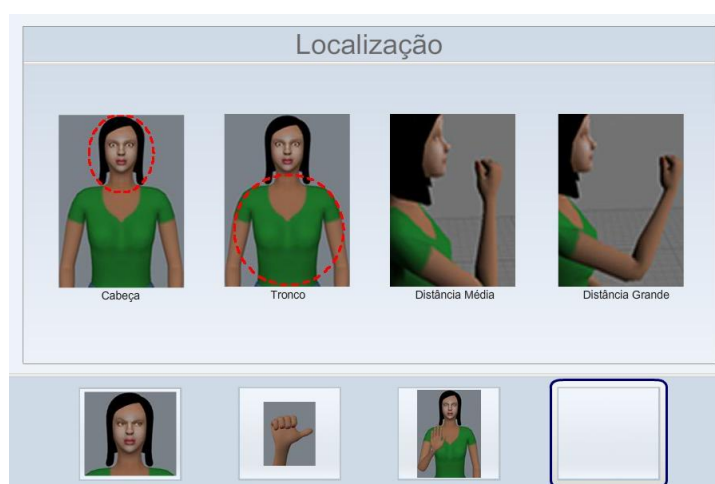 Localização
Cabeça
Tronco
Distância Média
Distância Grande